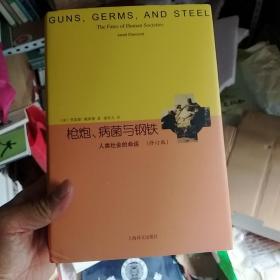 GUNS, GERMS, AND STEEL
The Fates of Human Societies
Jared Diamond
枪炮、病菌与钢铁
人类社会的命运 (修订版)
上海译文出版社